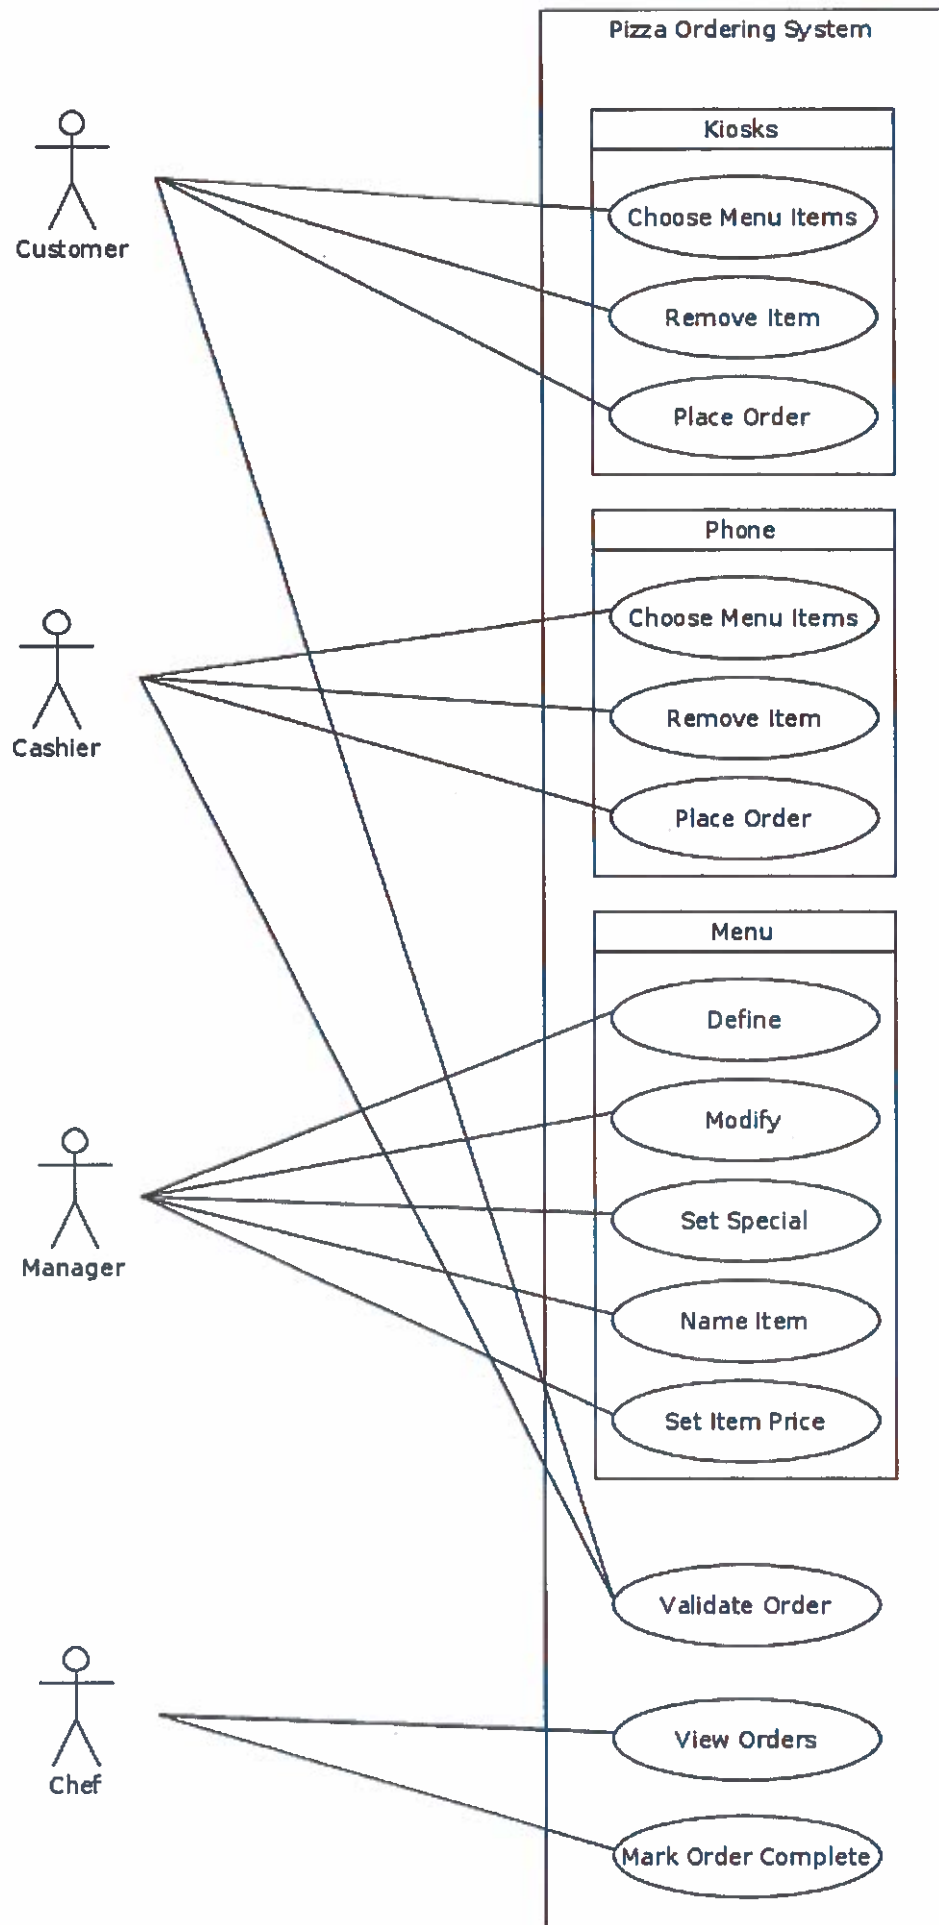 Pizza Ordering System
Kiosks
Customer
Choose Menu Items
Remove Item
Place Order
Phone
Cashier
Choose Menu Items
Remove Item
Place Order
Menu
Define
Modify
Manager
Set Special
Name Item
Set Item Price
Validate Order
Chef
View Orders
Mark Order Complete